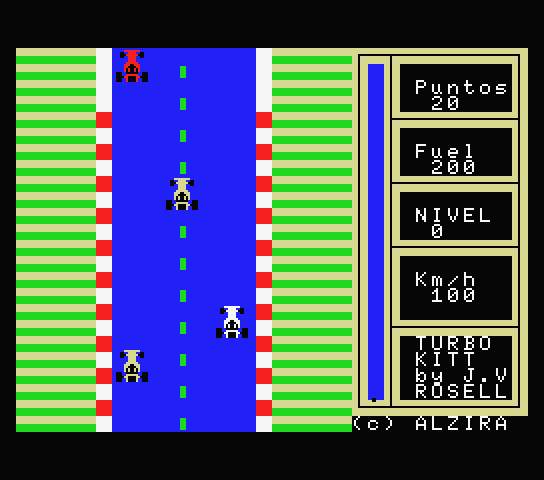 Puntos
20
Fuel
200
NIVEL
0
Km/h
100
TURBO
KITT
by J.V
ROSELL
(c) ALZIRA